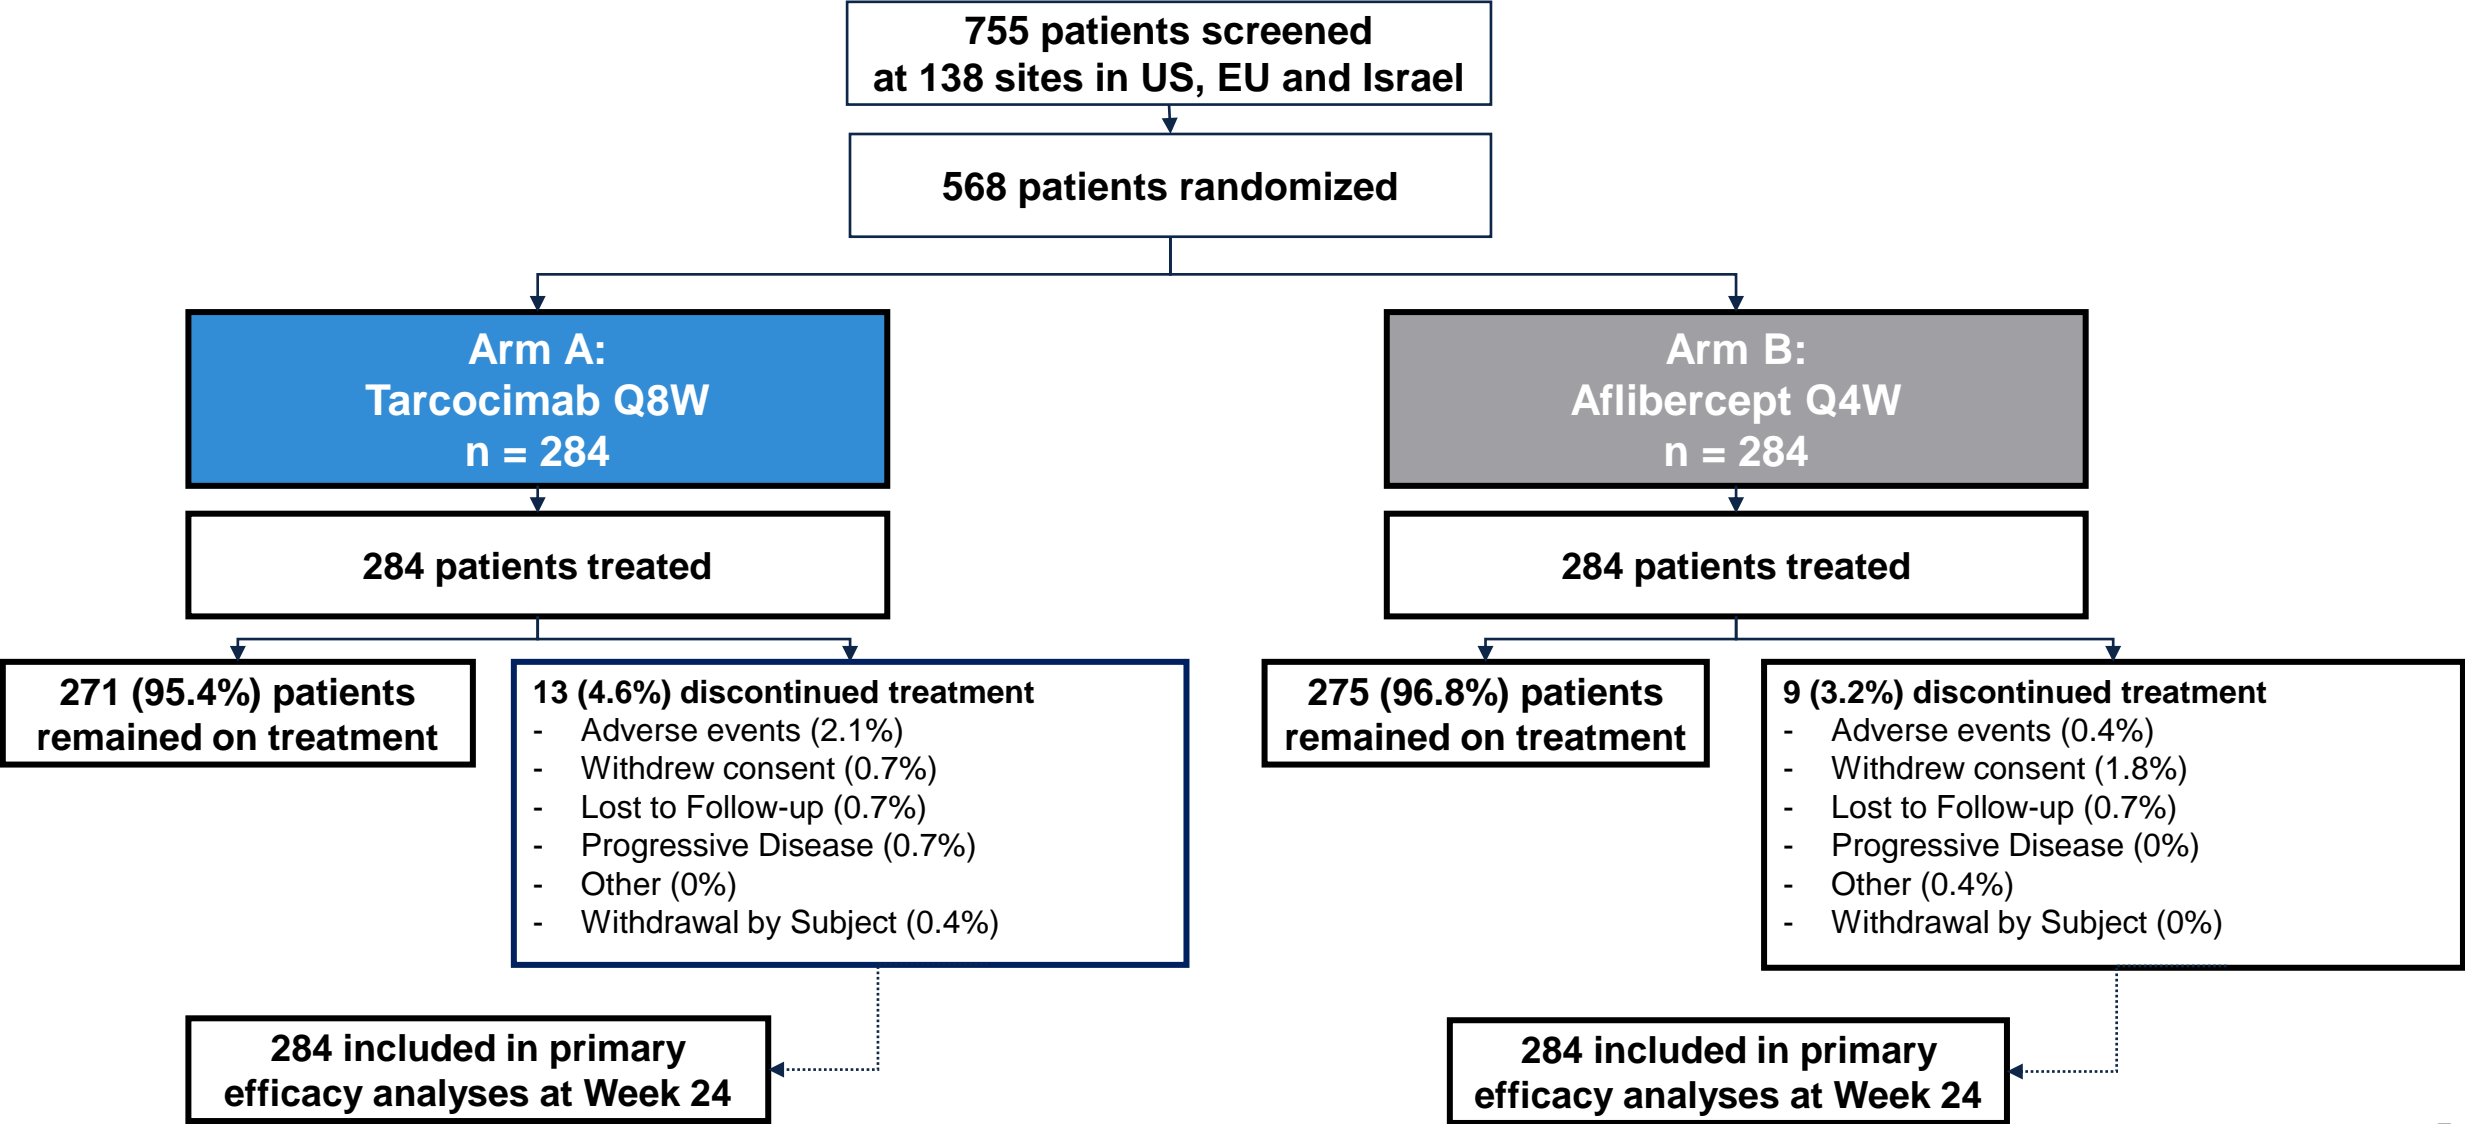 755 patients screened
at 138 sites in US, EU and Israel
568 patients randomized
Arm A:
Tarcocimab Q8W
n = 284
Arm B:
Aflibercept Q4W
n = 284
284 patients treated
284 patients treated
271 (95.4%) patients
remained on treatment
13 (4.6%) discontinued treatment
- Adverse events (2.1%)
- Withdrew consent (0.7%)
- Lost to Follow-up (0.7%)
- Progressive Disease (0.7%)
- Other (0%)
- Withdrawal by Subject (0.4%)
275 (96.8%) patients
remained on treatment
9 (3.2%) discontinued treatment
- Adverse events (0.4%)
- Withdrew consent (1.8%)
- Lost to Follow-up (0.7%)
- Progressive Disease (0%)
- Other (0.4%)
- Withdrawal by Subject (0%)
284 included in primary
efficacy analyses at Week 24
284 included in primary
efficacy analyses at Week 24